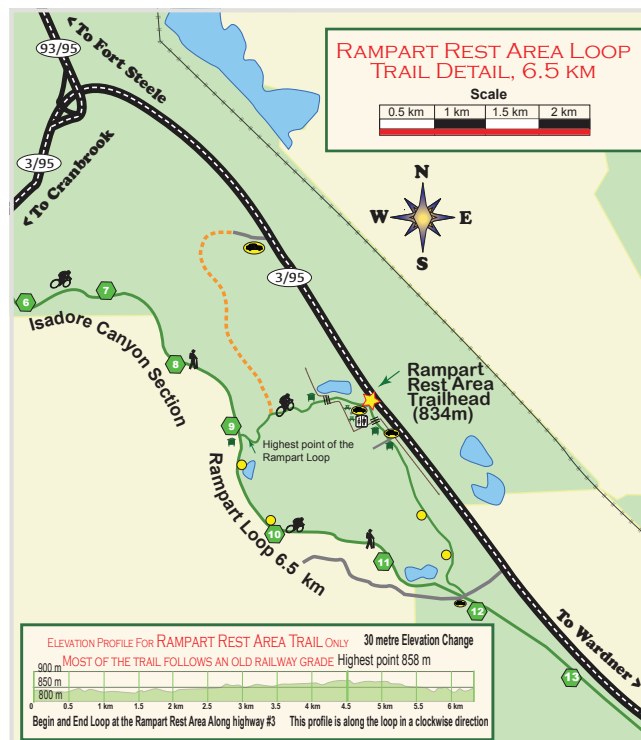 RAMPART REST AREA LOOP
TRAIL DETAIL, 6.5 KM
Scale
0.5 km 1 km 1.5 km 2 km
93/95
< To Fort Steele
3/95
< To Cranbrook
N
W E
S
3/95
6
7
Isadore Canyon
Section
8
Rampart
Rest Area
Trailhead
(834m)
9
Highest point of the
Rampart Loop
Rampart Loop 6.5 km
10
11
12
To Wardner >
13
ELEVATION PROFILE FOR RAMPART REST AREA TRAIL ONLY 30 metre Elevation Change
MOST OF THE TRAIL FOLLOWS AN OLD RAILWAY GRADE Highest point 858 m
900 m
850 m
800 m
0 0.5 1 km 1.5 2 km 2.5 3 km 3.5 4 km 4.5 5 km 5.5 6 km
Begin and End Loop at the Rampart Rest Area Along highway #3 This profile is along the loop in a clockwise direction